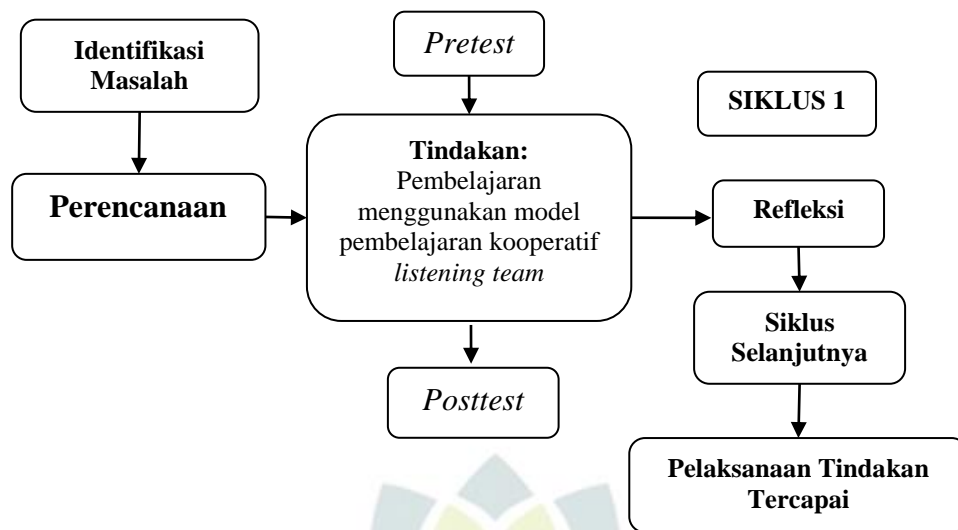 Identifikasi
Masalah
Pretest
SIKLUS 1
Perencanaan
Tindakan:
Pembelajaran
menggunakan model
pembelajaran kooperatif
listening team
Refleksi
Siklus
Selanjutnya
Posttest
Pelaksanaan Tindakan
Tercapai